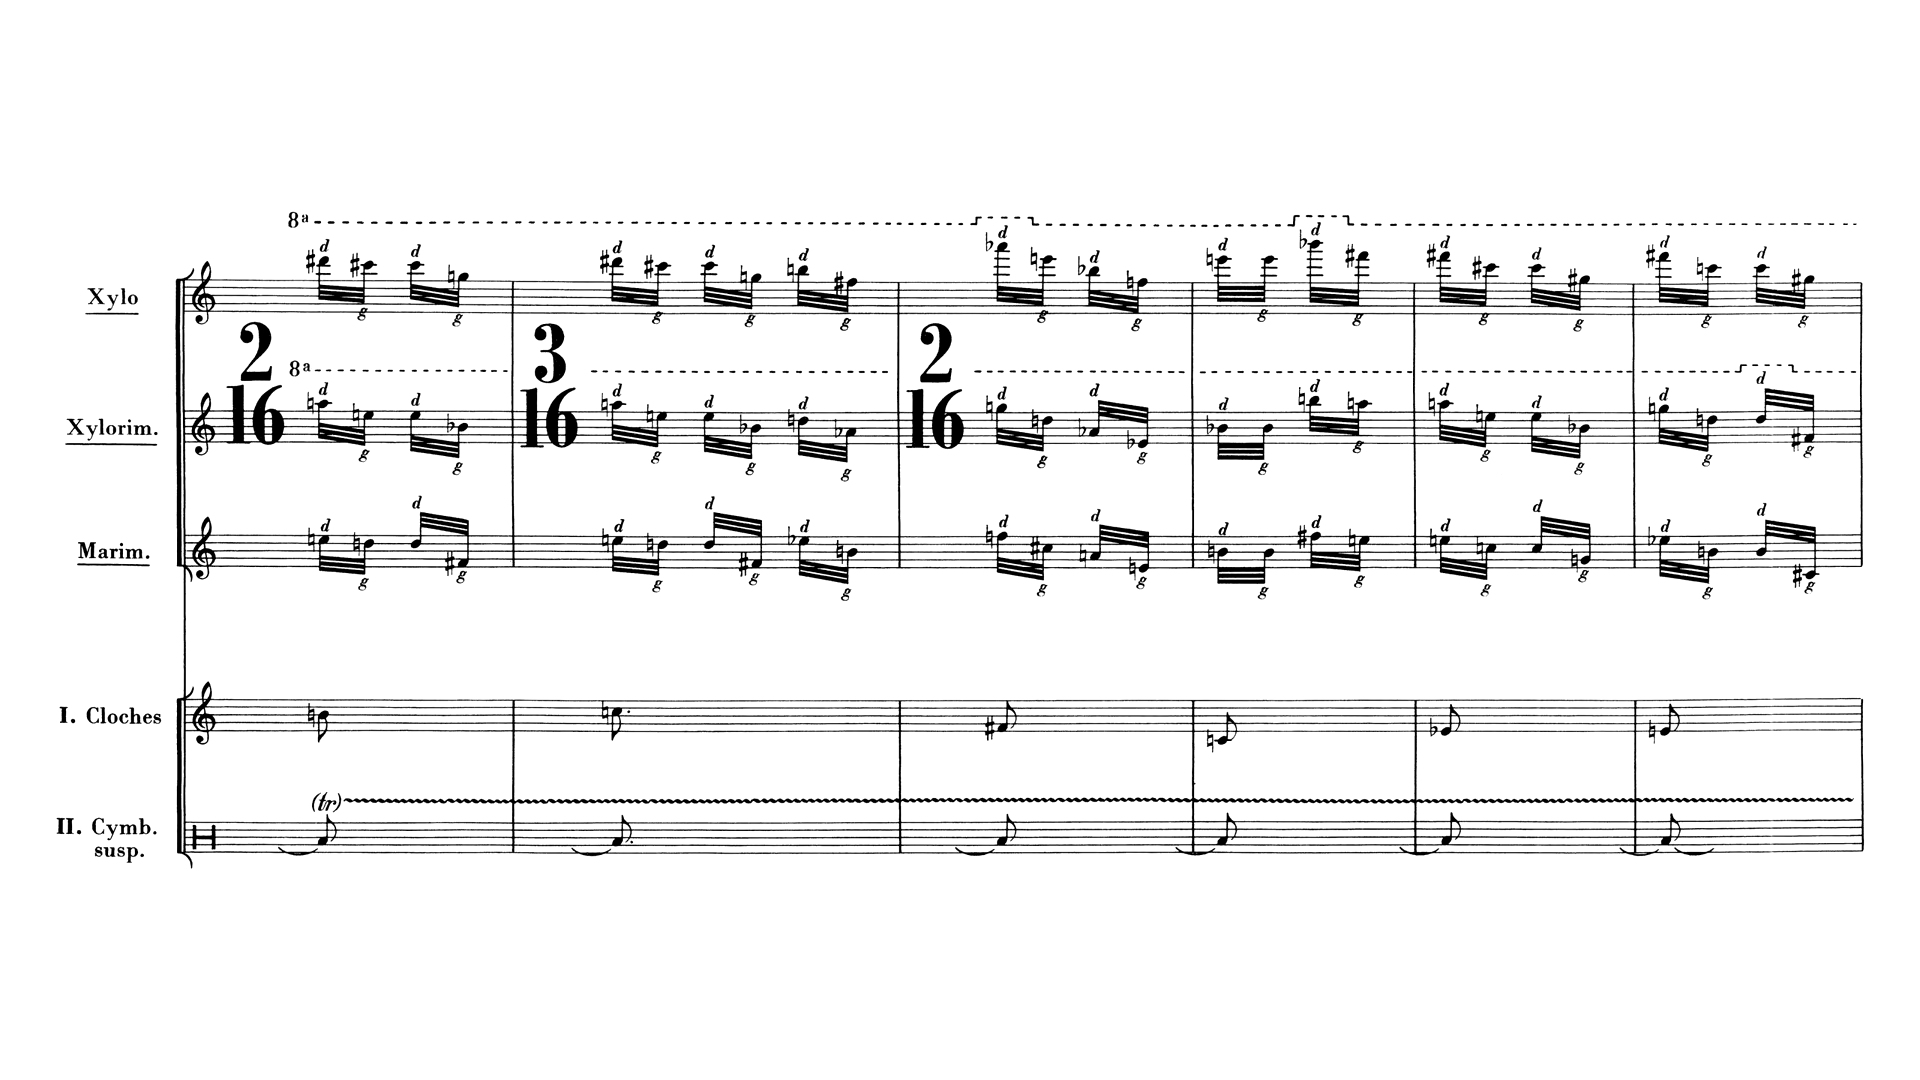 8ª
d d d d d d d d d d d d d
Xylo
g g g g g g g g g g g g g
2 3 2
16 16 16
8ª
d d d d d d d d d d d d d
Xylorim.
g g g g g g g g g g g g g
d d d d d d d d d d d d d
Marim.
g g g g g g g g g g g g g
I. Cloches
(tr)
II. Cymb.
susp.